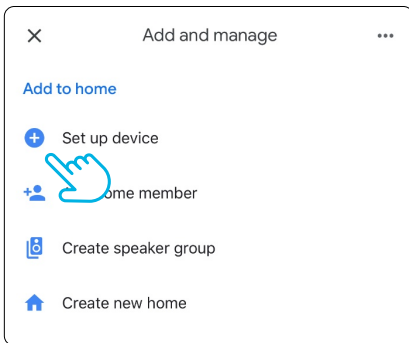 Add and manage
Add to home
Set up device
ome member
Create speaker group
Create new home